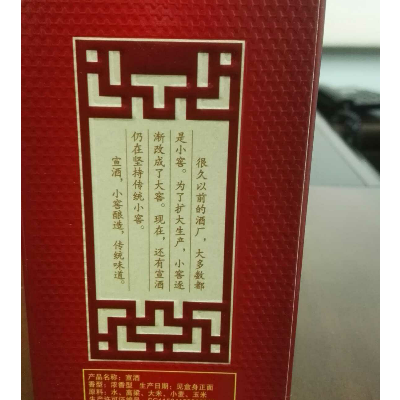 很久以前的酒厂，大多数都
是小窖。为了扩大生产，小窖逐
渐改成了大窖。现在，还有宣酒
仍在坚持传统小窖。
宣酒，小窖酿造，传统味道。
产品名称：宣酒
香型：浓香型 生产日期：见盒身正面
原料：水、高粱、大米、小麦、玉米